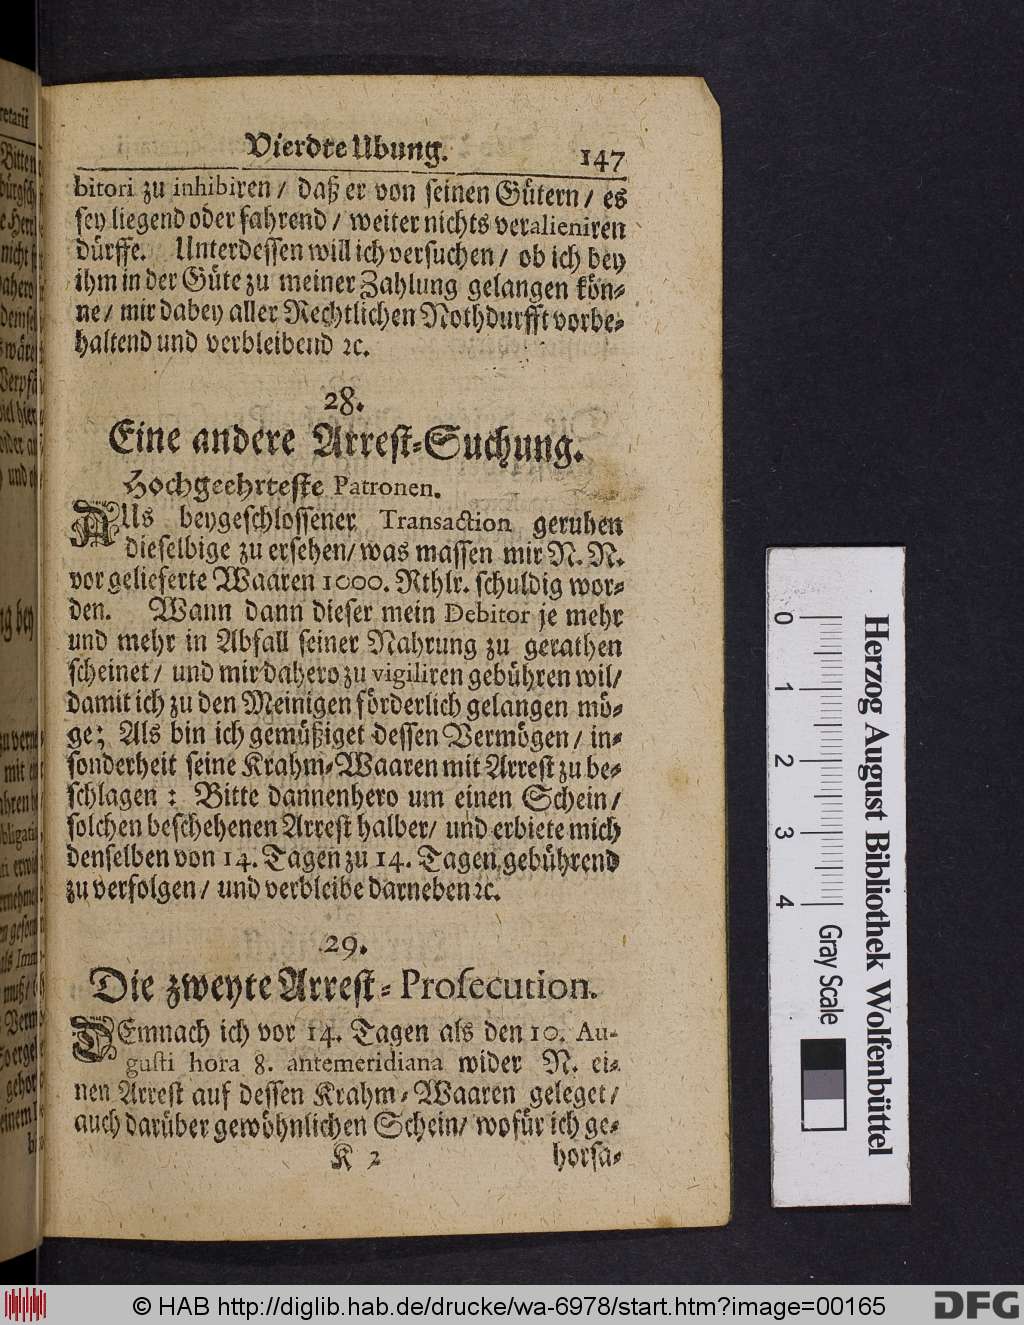 Vierdte Ubung. 147
bitori zu inhibiren / daß er von seinen Gütern / es
sey liegend oder fahrend / weiter nichts veralieniren
dürffe. Unterdessen will ich versuchen / ob ich bey
ihm in der Güte zu meiner Zahlung gelangen kön-
ne / mir dabey aller Rechtlichen Nothdurfft vorbe-
haltend und verbleibend ꝛc.
28.
Eine andere Arrest-Suchung.
Hochgeehrteste Patronen.
AUs beygeschlossener Transaction geruhen
dieselbige zu ersehen / was massen mir N. N.
vor gelieferte Waaren 1000. Rthlr. schuldig wor-
den. Wann dann dieser mein Debitor je mehr
und mehr in Abfall seiner Nahrung zu gerathen
scheinet / und mir dahero zu vigiliren gebühren wil /
damit ich zu den Meinigen förderlich gelangen mö-
ge; Als bin ich gemüßiget dessen Vermögen / in-
sonderheit seine Krahm-Waaren mit Arrest zu be-
schlagen : Bitte dannenhero um einen Schein /
solchen beschehenen Arrest halber / und erbiete mich
denselben von 14. Tagen zu 14. Tagen gebührend
zu verfolgen / und verbleibe darneben ꝛc.
29.
Die zweyte Arrest-Prosecution.
DEmnach ich vor 14. Tagen als den 10. Au-
gusti hora 8. antemeridiana wider N. ei-
nen Arrest auf dessen Krahm-Waaren geleget /
auch darüber gewöhnlichen Schein / wofür ich ge-
K 2 horsa-
0 1 2 3 4 Gray Scale
Herzog August Bibliothek Wolfenbüttel
© HAB http://diglib.hab.de/drucke/wa-6978/start.htm?image=00165
DFG